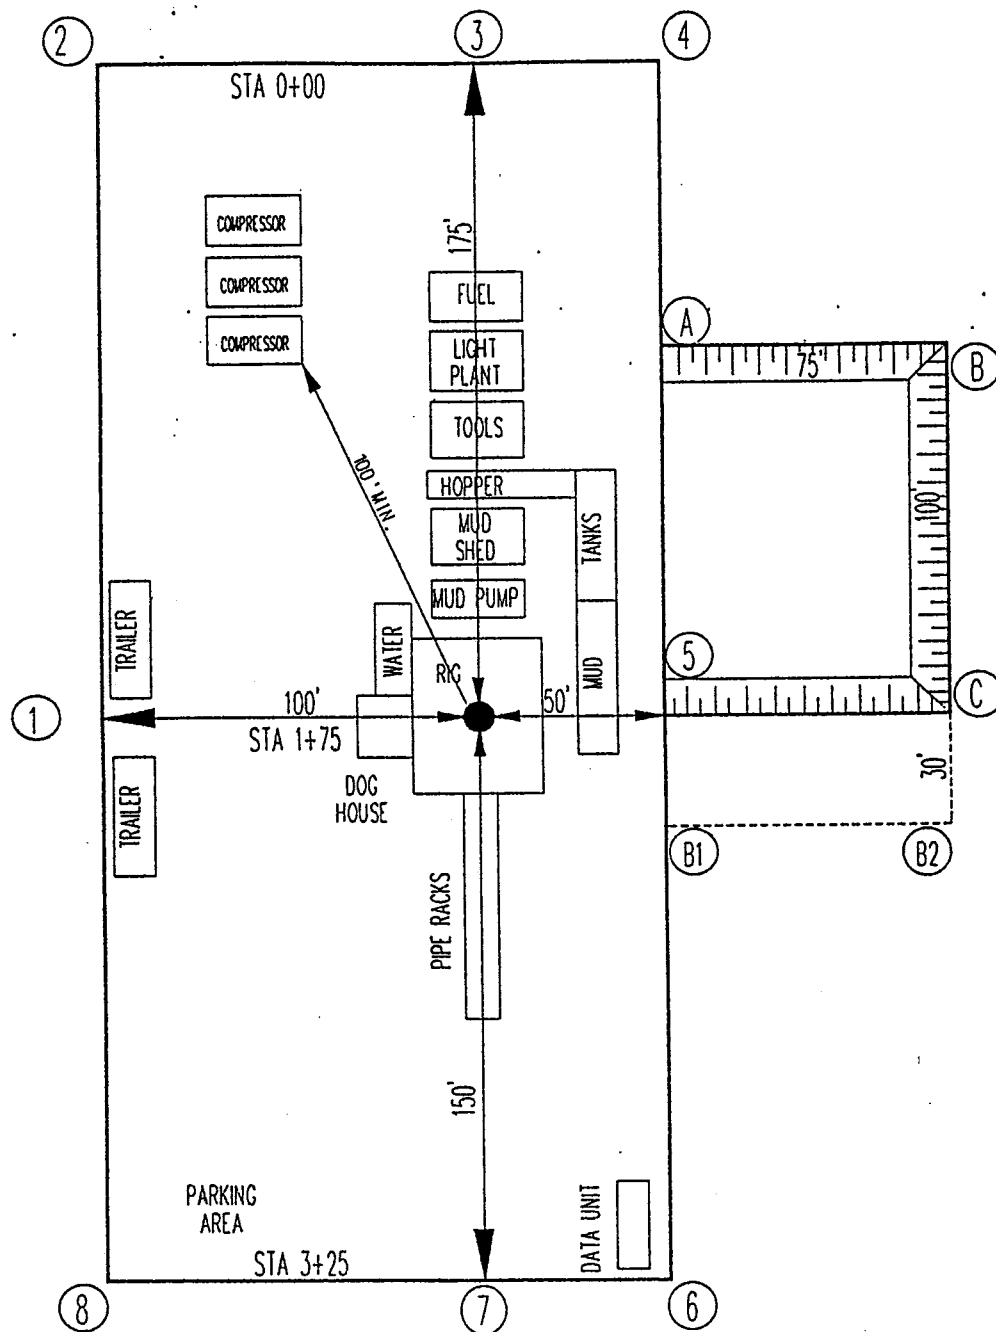 2
3
4
STA 0+00
COMPRESSOR
COMPRESSOR
COMPRESSOR
175'
FUEL
LIGHT
PLANT
TOOLS
HOPPER
MUD
SHED
MUD PUMP
TANKS
MUD
100' MIN.
A
75'
B
100'
5
C
30'
B1
B2
TRAILER
WATER
RIG
1
100'
50'
STA 1+75
TRAILER
DOG
HOUSE
PIPE RACKS
150'
PARKING
AREA
DATA UNIT
STA 3+25
8
7
6